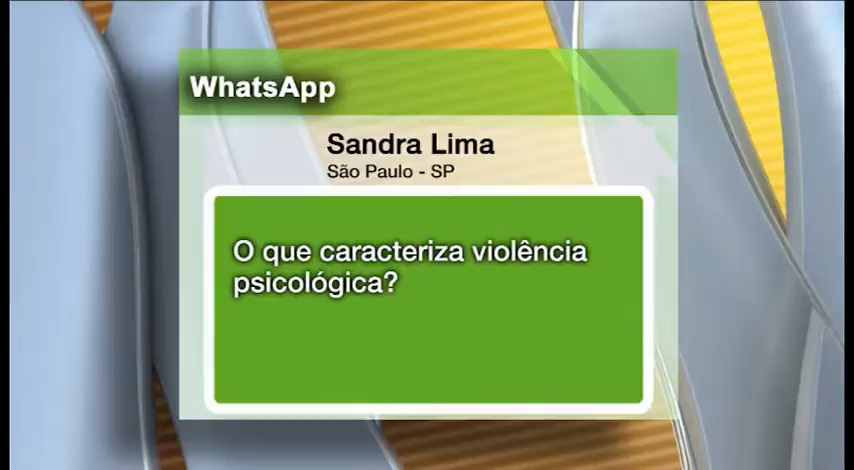 WhatsApp
Sandra Lima
São Paulo - SP
O que caracteriza violência
psicológica?